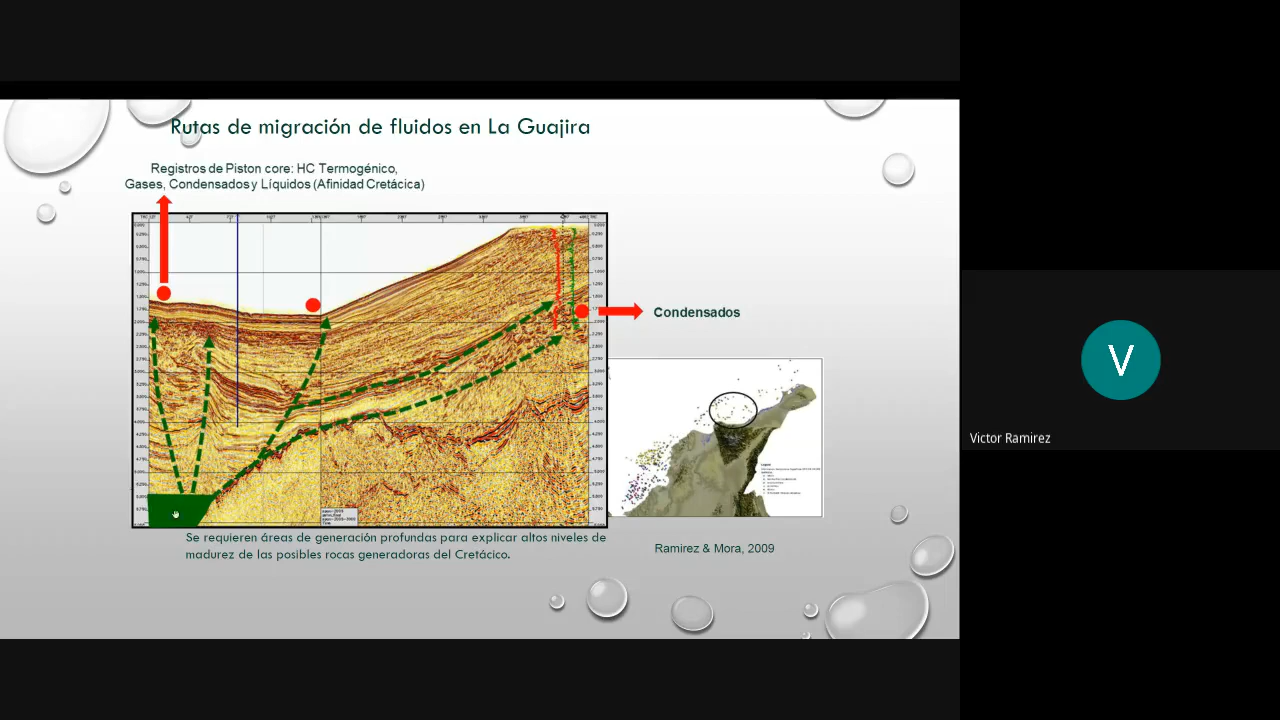 Rutas de migración de fluidos en La Guajira
Registros de Piston core: HC Termogénico,
Gases, Condensados y Líquidos (Afinidad Cretácica)
Condensados
Se requieren áreas de generación profundas para explicar altos niveles de
madurez de las posibles rocas generadoras del Cretácico.
Ramirez & Mora, 2009
V
Victor Ramírez